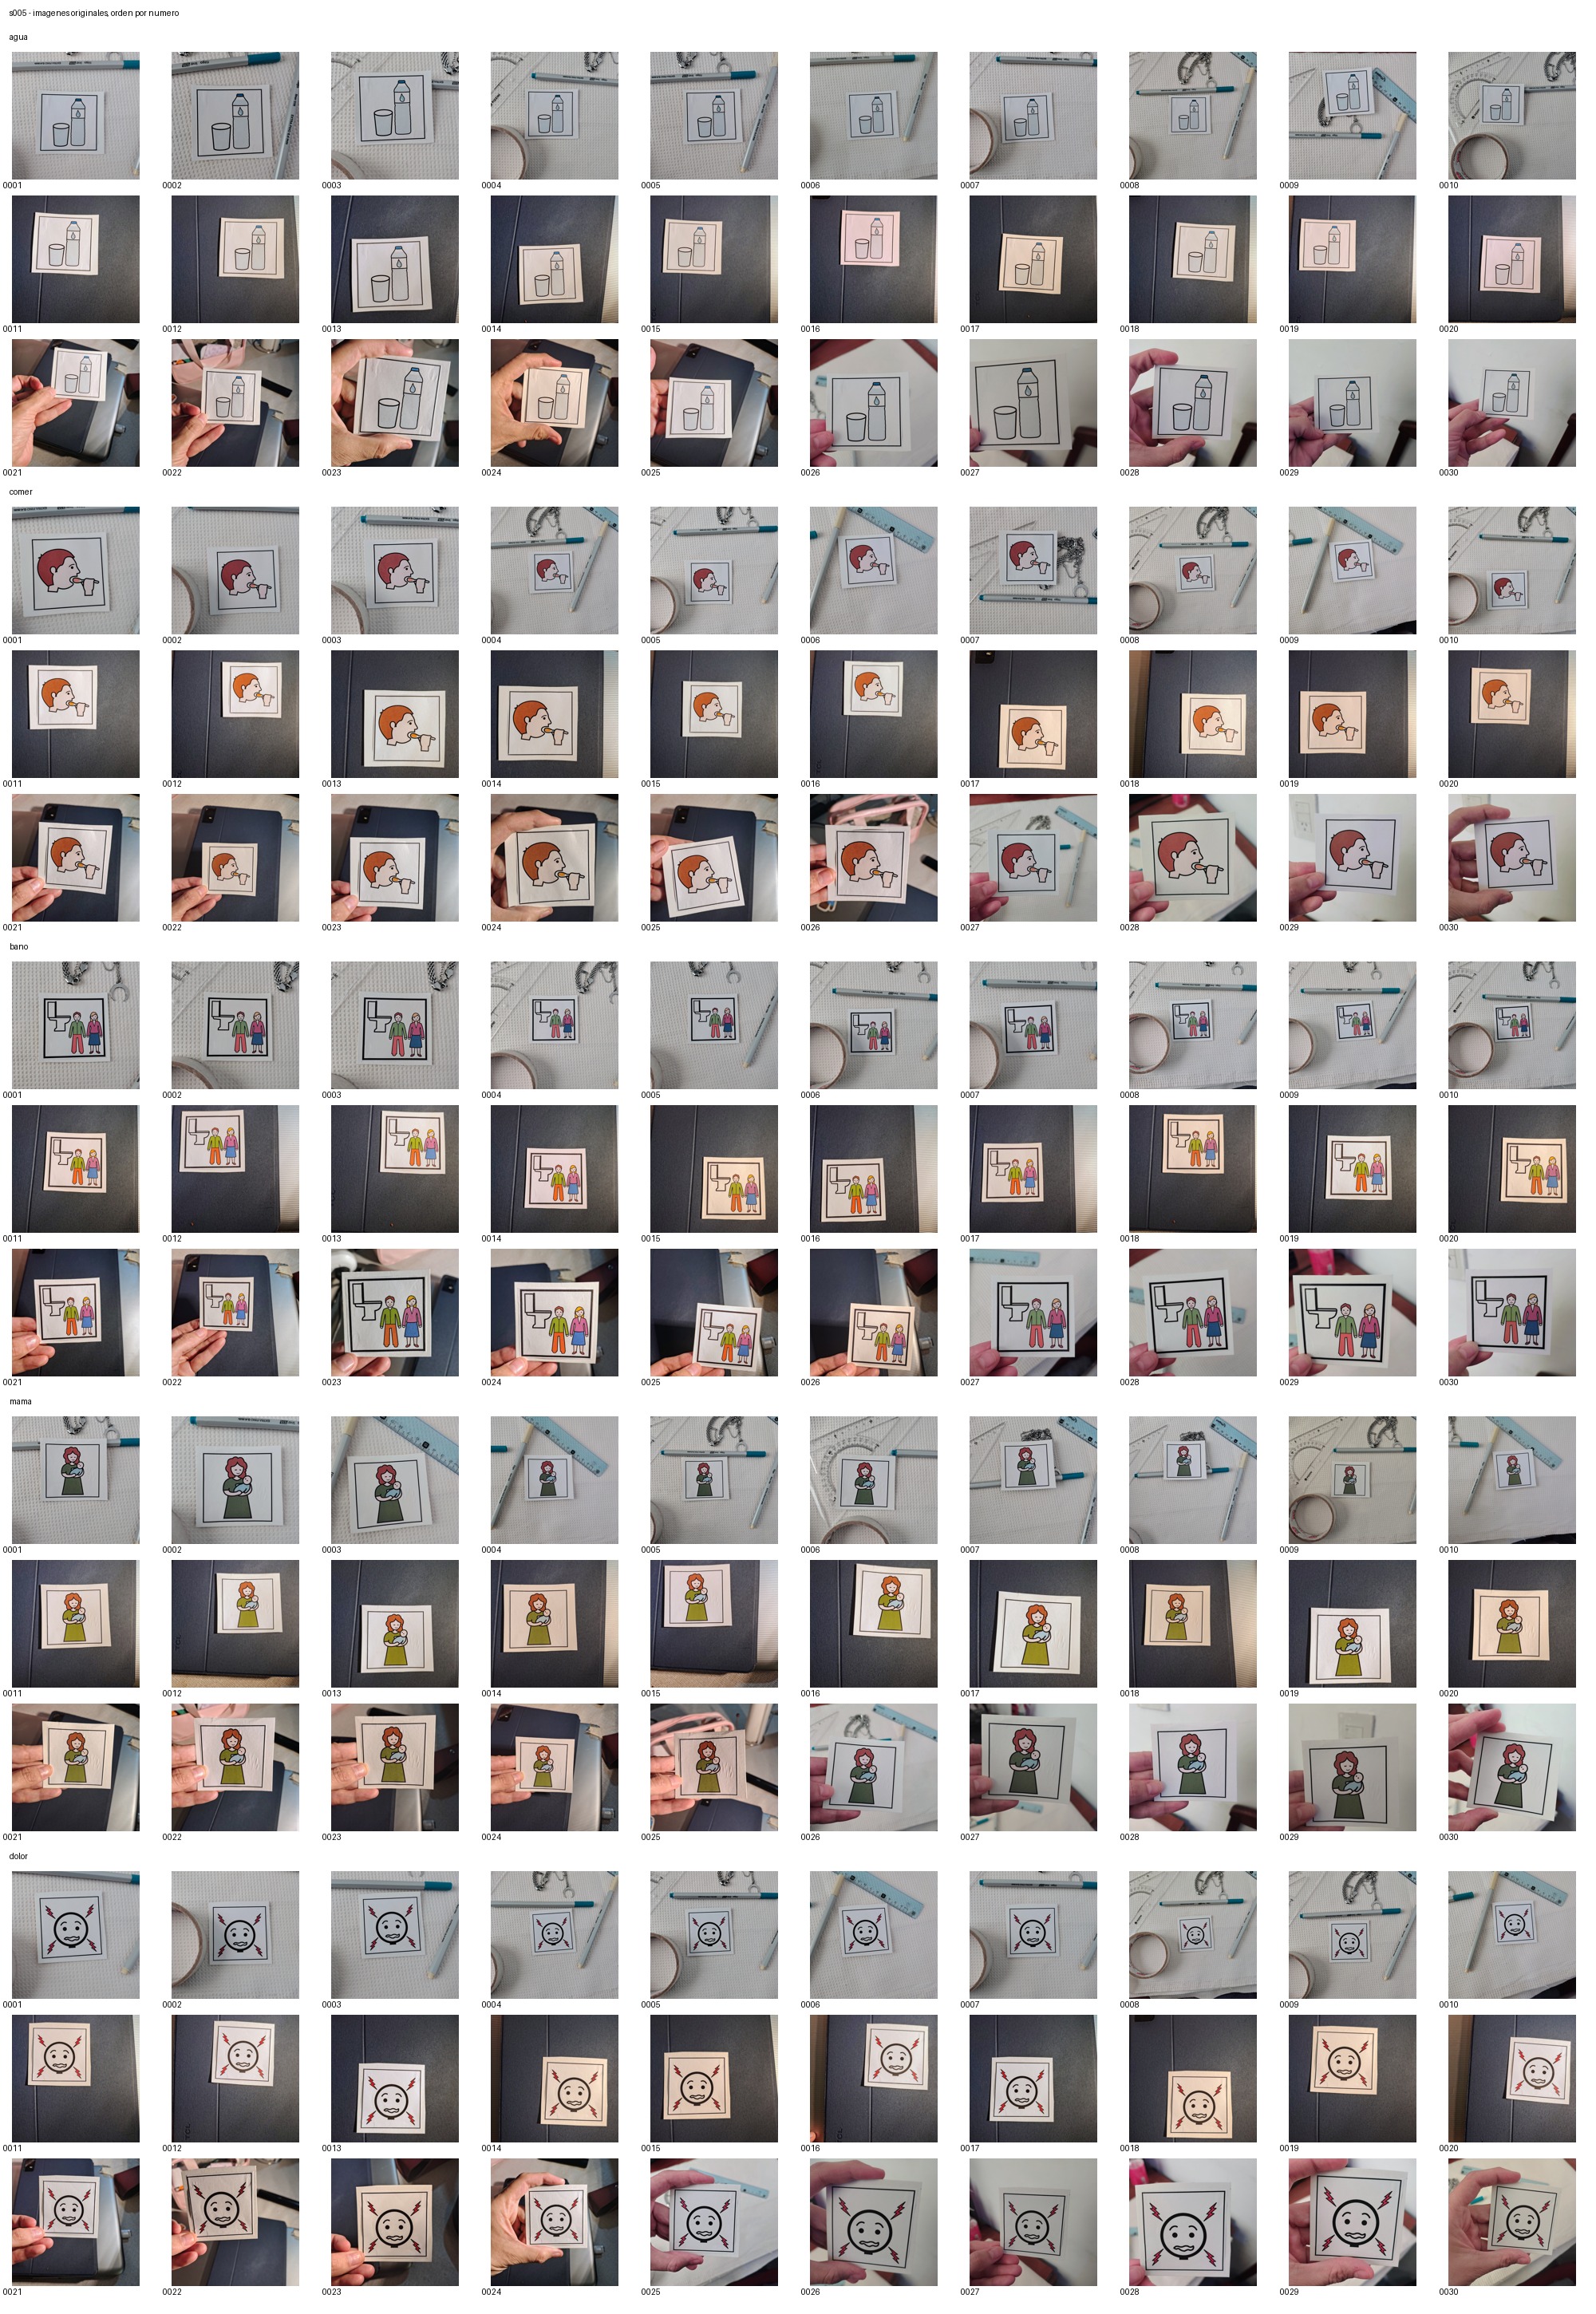 s005 - imagenes originales, orden por numero
agua
0001 0002 0003 0004 0005 0006 0007 0008 0009 0010
0011 0012 0013 0014 0015 0016 0017 0018 0019 0020
0021 0022 0023 0024 0025 0026 0027 0028 0029 0030
comer
0001 0002 0003 0004 0005 0006 0007 0008 0009 0010
0011 0012 0013 0014 0015 0016 0017 0018 0019 0020
0021 0022 0023 0024 0025 0026 0027 0028 0029 0030
bano
0001 0002 0003 0004 0005 0006 0007 0008 0009 0010
0011 0012 0013 0014 0015 0016 0017 0018 0019 0020
0021 0022 0023 0024 0025 0026 0027 0028 0029 0030
mama
0001 0002 0003 0004 0005 0006 0007 0008 0009 0010
0011 0012 0013 0014 0015 0016 0017 0018 0019 0020
0021 0022 0023 0024 0025 0026 0027 0028 0029 0030
dolor
0001 0002 0003 0004 0005 0006 0007 0008 0009 0010
0011 0012 0013 0014 0015 0016 0017 0018 0019 0020
0021 0022 0023 0024 0025 0026 0027 0028 0029 0030